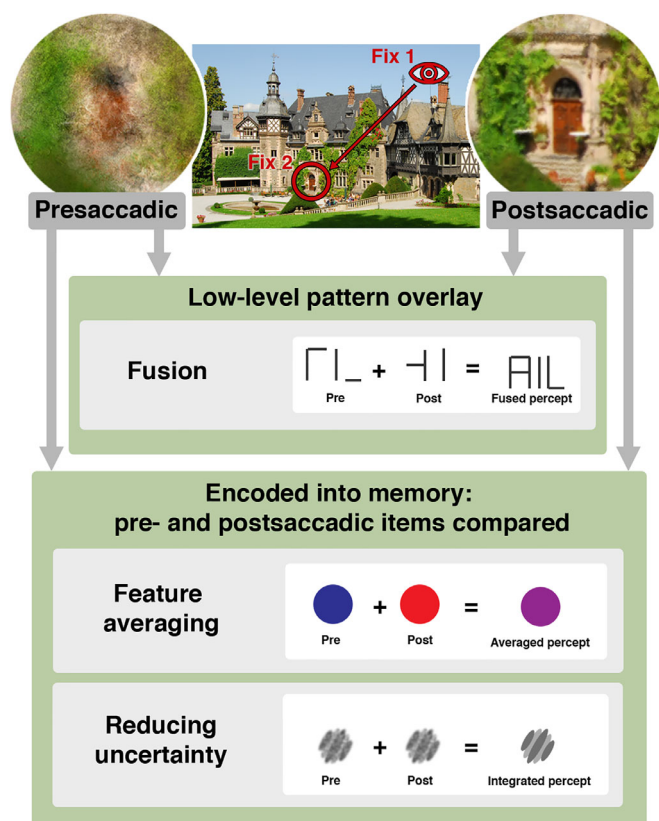 Fix 1
Fix 2
Presaccadic
Postsaccadic
Low-level pattern overlay
Fusion
+
=
AIL
Pre
Post
Fused percept
Encoded into memory:
pre- and postsaccadic items compared
Feature
averaging
+
=
Pre
Post
Averaged percept
Reducing
uncertainty
+
=
Pre
Post
Integrated percept